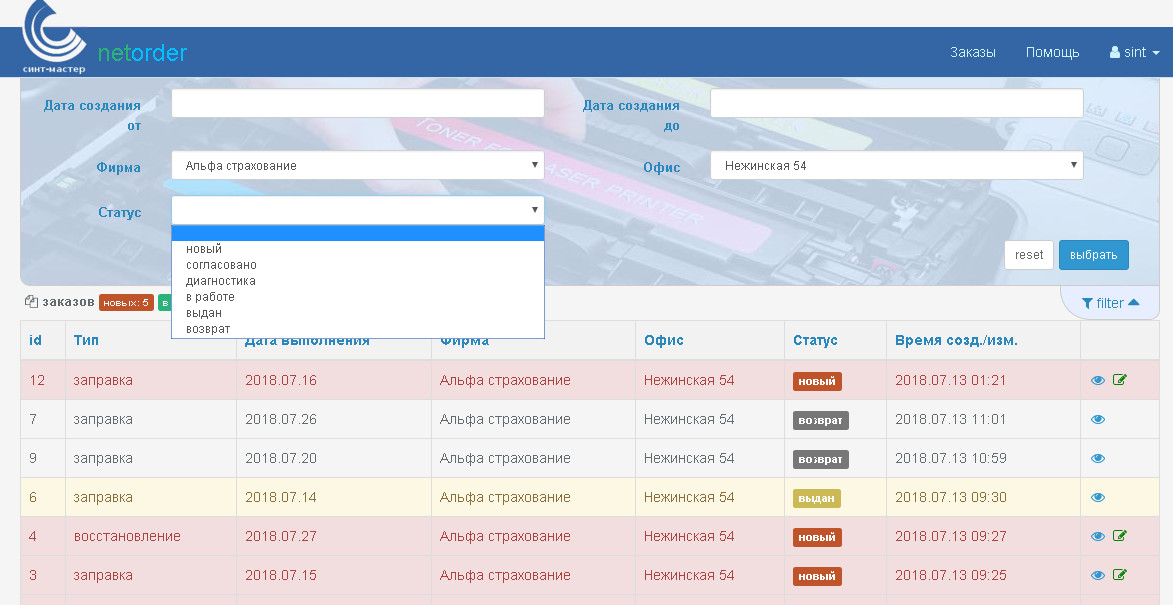 синт-мастер
netorder
Заказы Помощь sint
Дата создания от
Дата создания до
TONER FOR LASER PRINTER
Фирма Альфа страхование Офис Нежинская 54
Статус
новый
согласовано
диагностика
в работе
выдан
возврат
reset выбрать
заказов новых: 5 в
filter
id Тип Дата выполнения Фирма Офис Статус Время созд./изм.
12 заправка 2018.07.16 Альфа страхование Нежинская 54 новый 2018.07.13 01:21
7 заправка 2018.07.26 Альфа страхование Нежинская 54 возврат 2018.07.13 11:01
9 заправка 2018.07.20 Альфа страхование Нежинская 54 возврат 2018.07.13 10:59
6 заправка 2018.07.14 Альфа страхование Нежинская 54 выдан 2018.07.13 09:30
4 восстановление 2018.07.27 Альфа страхование Нежинская 54 новый 2018.07.13 09:27
3 заправка 2018.07.15 Альфа страхование Нежинская 54 новый 2018.07.13 09:25